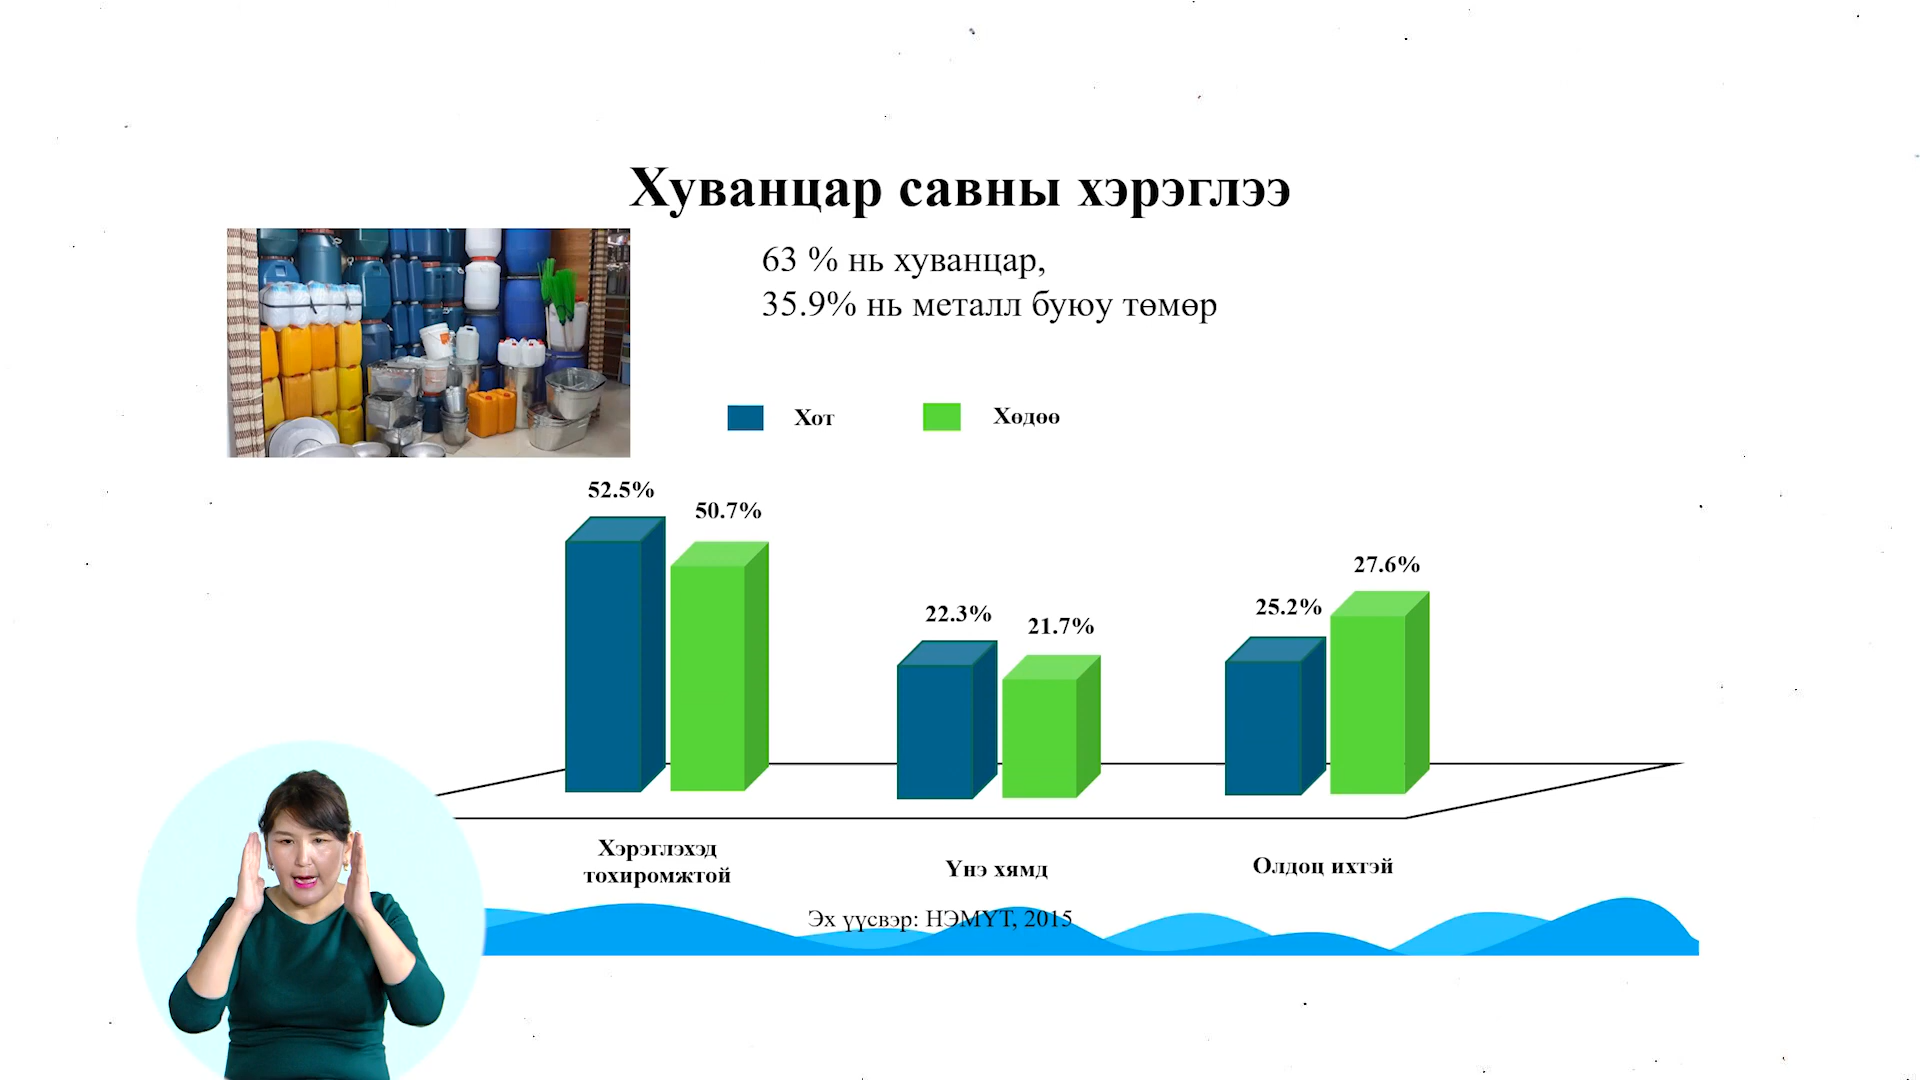 Хуванцар савны хэрэглээ
63 % нь хуванцар,
35.9% нь металл буюу төмөр
Хот
Хөдөө
52.5%
50.7%
22.3%
21.7%
25.2%
27.6%
Хэрэглэхэд
тохиромжтой
Үнэ хямд
Олдоц ихтэй
Эх үүсвэр: НЭМҮТ, 2015